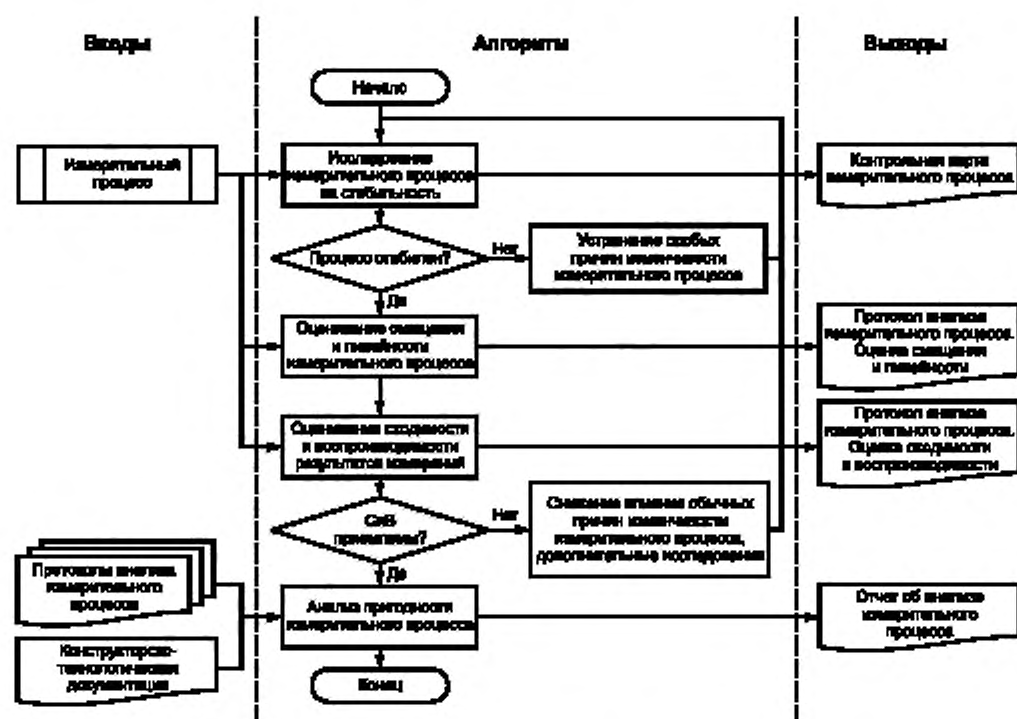 Входы
Алгоритм
Выходы
Начало
Измерительный
процесс
Исследование
измерительного процесса
на стабильность
Контрольная карта
измерительного процесса
Процесс стабилен?
Нет
Устранение особых
причин изменчивости
измерительного процесса
Да
Оценивание смещения
и линейности
измерительного процесса
Протокол анализа
измерительного процесса.
Оценка смещения
и линейности
Оценивание сходимости
и воспроизводимости
результатов измерений
Протокол анализа
измерительного процесса.
Оценка сходимости
и воспроизводимости
СиВ
приемлемы?
Нет
Снижение влияния обычных
причин изменчивости
измерительного процесса,
дополнительные исследования
Да
Протоколы анализа
измерительного
процесса
Анализ пригодности
измерительного процесса
Отчет об анализе
измерительного
процесса
Конструкторско-
технологическая
документация
Конец